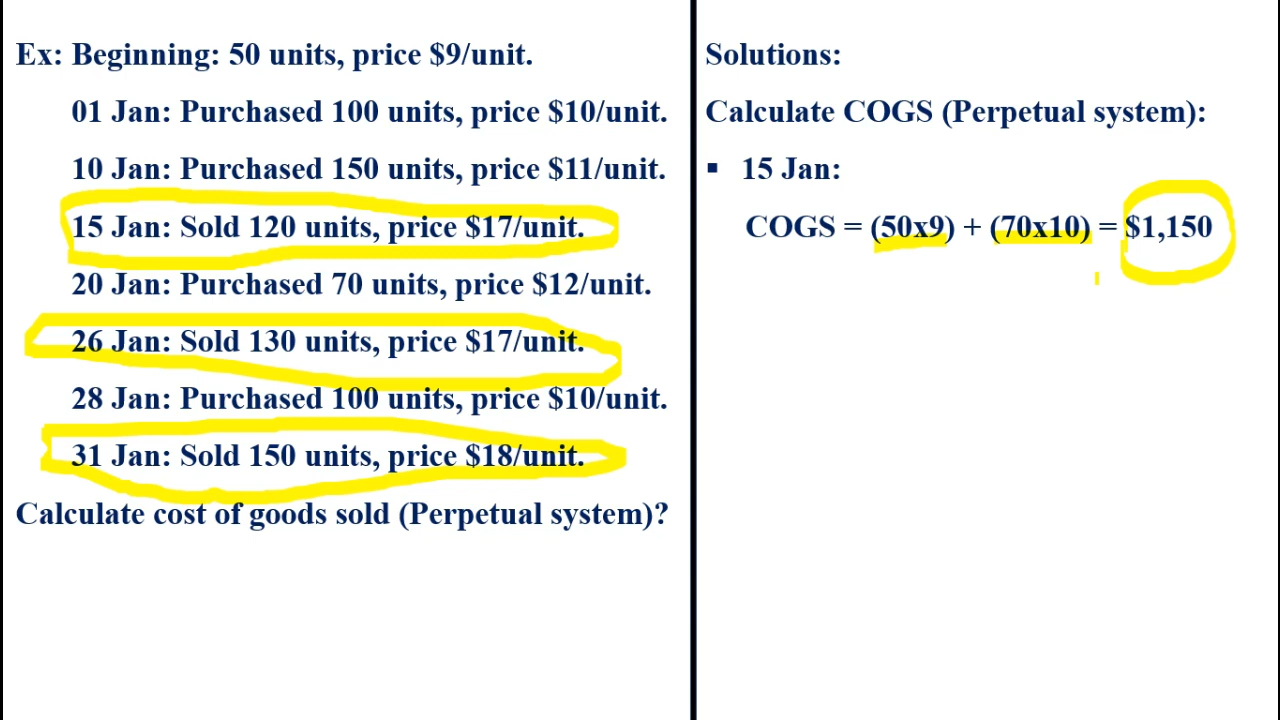 Ex: Beginning: 50 units, price $9/unit.
01 Jan: Purchased 100 units, price $10/unit.
10 Jan: Purchased 150 units, price $11/unit.
15 Jan: Sold 120 units, price $17/unit.
20 Jan: Purchased 70 units, price $12/unit.
26 Jan: Sold 130 units, price $17/unit.
28 Jan: Purchased 100 units, price $10/unit.
31 Jan: Sold 150 units, price $18/unit.
Calculate cost of goods sold (Perpetual system)?
Solutions:
Calculate COGS (Perpetual system):
▪ 15 Jan:
COGS = (50x9) + (70x10) = $1,150